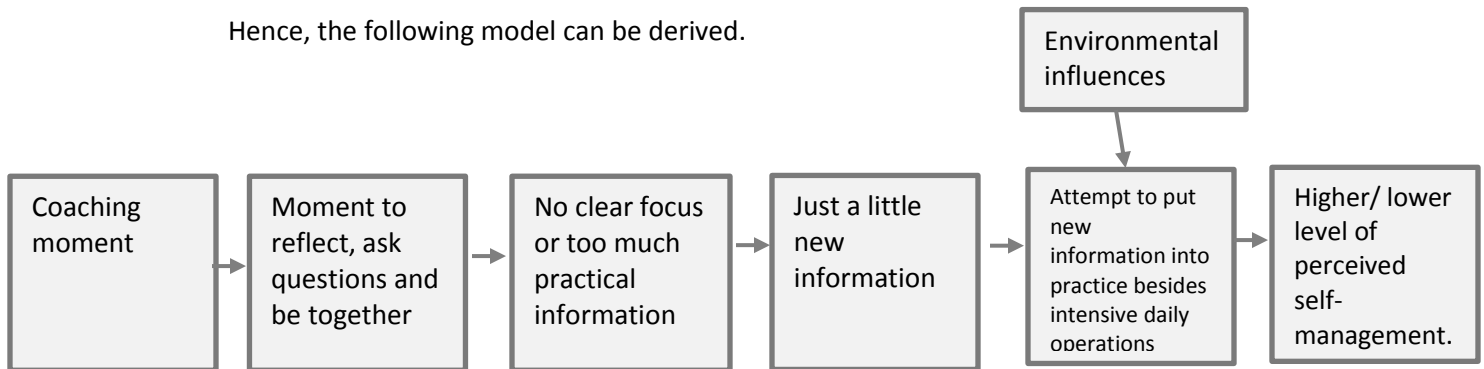 Hence, the following model can be derived.
Environmental
influences
Coaching
moment
Moment to
reflect, ask
questions and
be together
No clear focus
or too much
practical
information
Just a little
new
information
Attempt to put
new
information into
practice besides
intensive daily
operations
Higher/ lower
level of
perceived
self-
management.